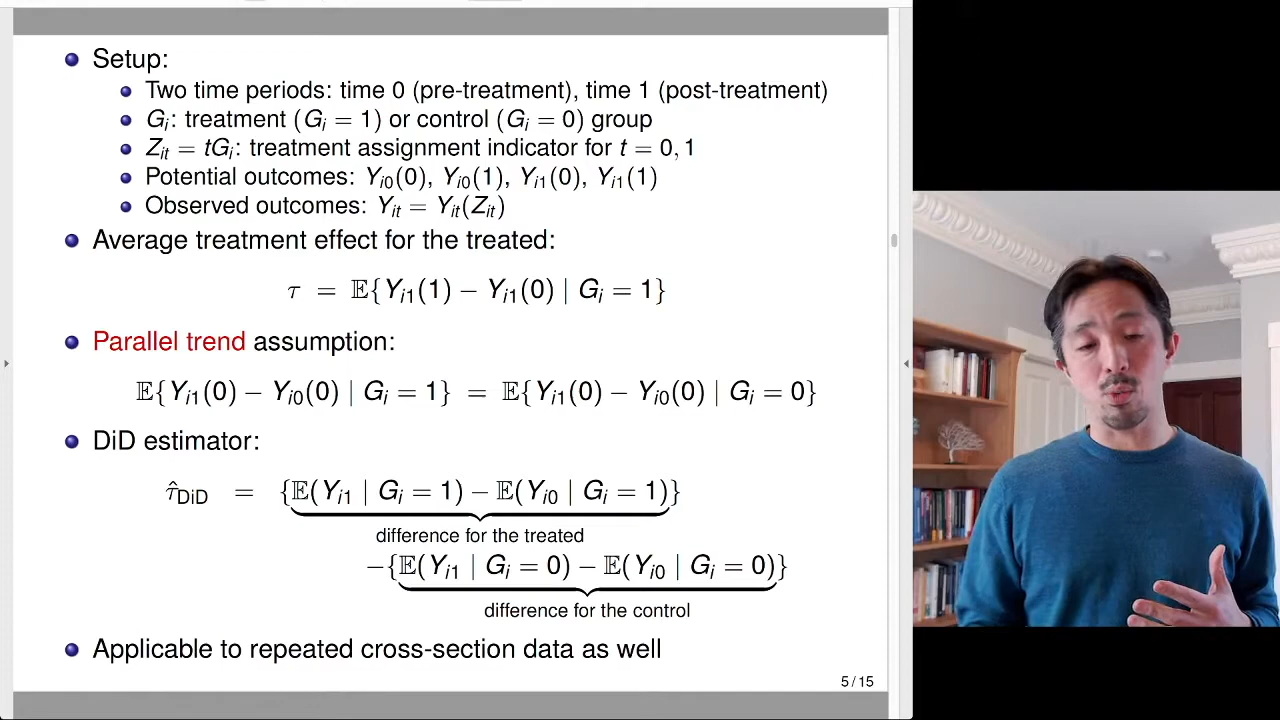 Setup:
Two time periods: time 0 (pre-treatment), time 1 (post-treatment)
Gᵢ: treatment (Gᵢ = 1) or control (Gᵢ = 0) group
Zᵢₜ = tGᵢ: treatment assignment indicator for t = 0, 1
Potential outcomes: Yᵢ₀(0), Yᵢ₀(1), Yᵢ₁(0), Yᵢ₁(1)
Observed outcomes: Yᵢₜ = Yᵢₜ(Zᵢₜ)
Average treatment effect for the treated:
τ = 𝔼{Yᵢ₁(1) − Yᵢ₁(0) | Gᵢ = 1}
Parallel trend assumption:
𝔼{Yᵢ₁(0) − Yᵢ₀(0) | Gᵢ = 1} = 𝔼{Yᵢ₁(0) − Yᵢ₀(0) | Gᵢ = 0}
DiD estimator:
τ̂_DiD = {𝔼(Yᵢ₁ | Gᵢ = 1) − 𝔼(Yᵢ₀ | Gᵢ = 1)}
difference for the treated
−{𝔼(Yᵢ₁ | Gᵢ = 0) − 𝔼(Yᵢ₀ | Gᵢ = 0)}
difference for the control
Applicable to repeated cross-section data as well
5 / 15